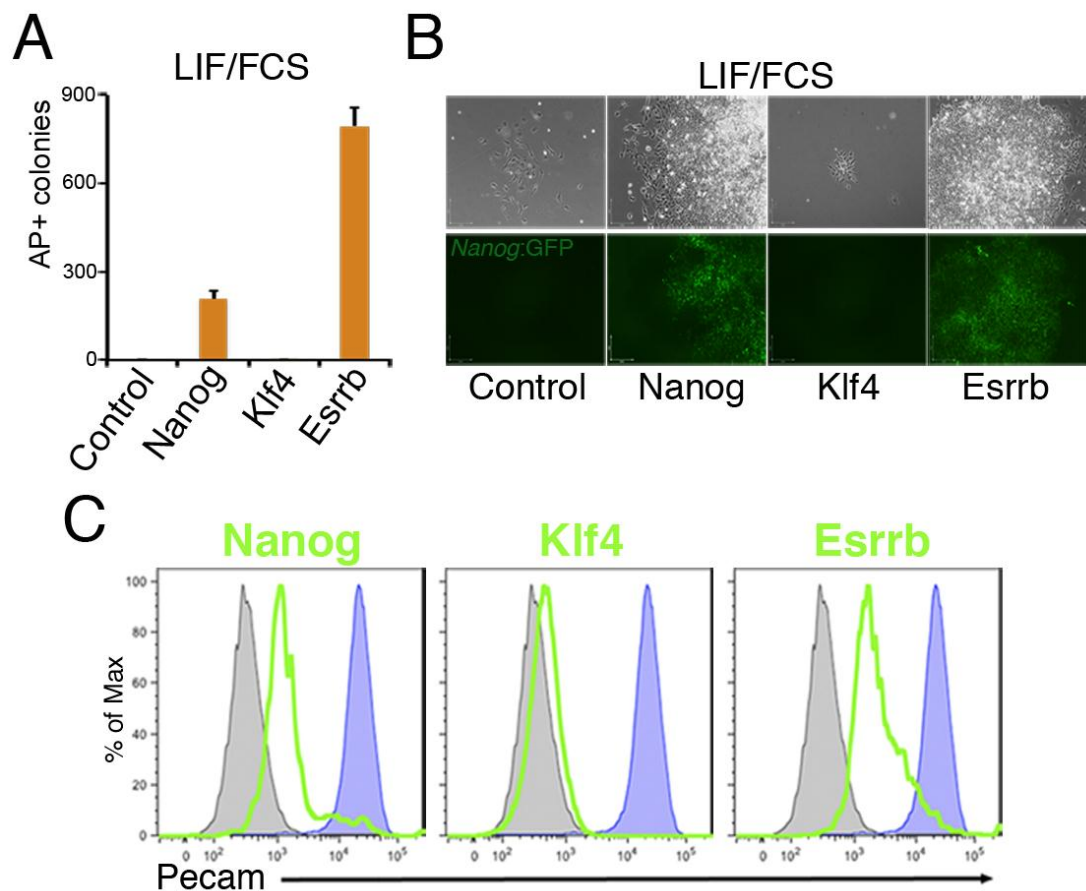 A
LIF/FCS
AP+ colonies
900
600
300
0
Control
Nanog
Klf4
Esrrb
B
LIF/FCS
Nanog:GFP
Control Nanog Klf4 Esrrb
C
Nanog Klf4 Esrrb
% of Max
100
80
60
40
20
0
0 10² 10³ 10⁴ 10⁵ 0 10² 10³ 10⁴ 10⁵ 0 10² 10³ 10⁴ 10⁵
Pecam